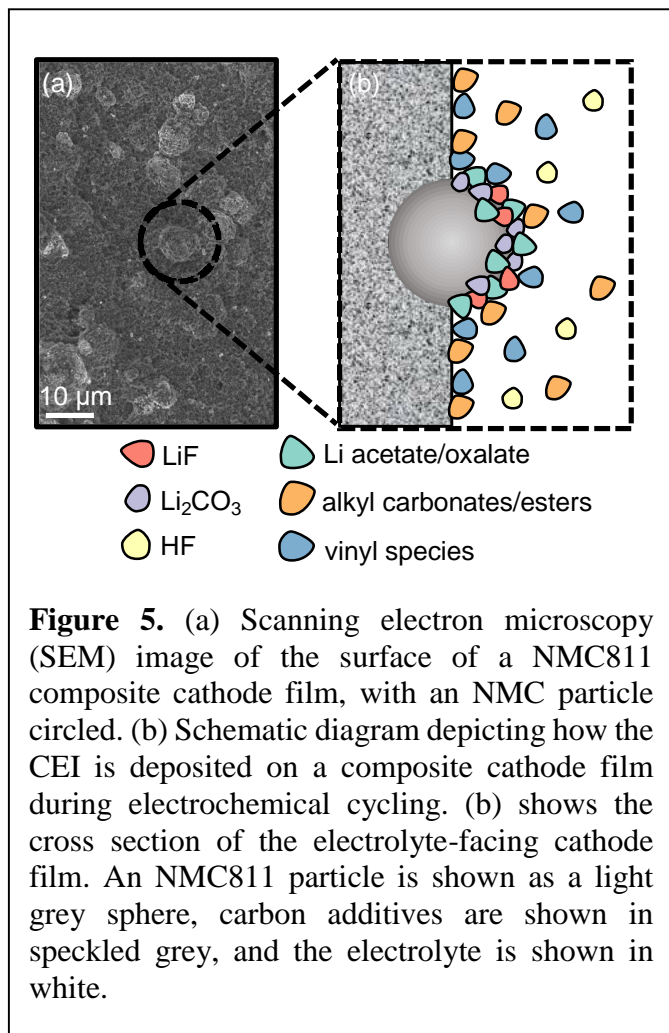 (a) (b)
10 µm
LiF Li acetate/oxalate
Li₂CO₃ alkyl carbonates/esters
HF vinyl species
Figure 5. (a) Scanning electron microscopy
(SEM) image of the surface of a NMC811
composite cathode film, with an NMC particle
circled. (b) Schematic diagram depicting how the
CEI is deposited on a composite cathode film
during electrochemical cycling. (b) shows the
cross section of the electrolyte-facing cathode
film. An NMC811 particle is shown as a light
grey sphere, carbon additives are shown in
speckled grey, and the electrolyte is shown in
white.